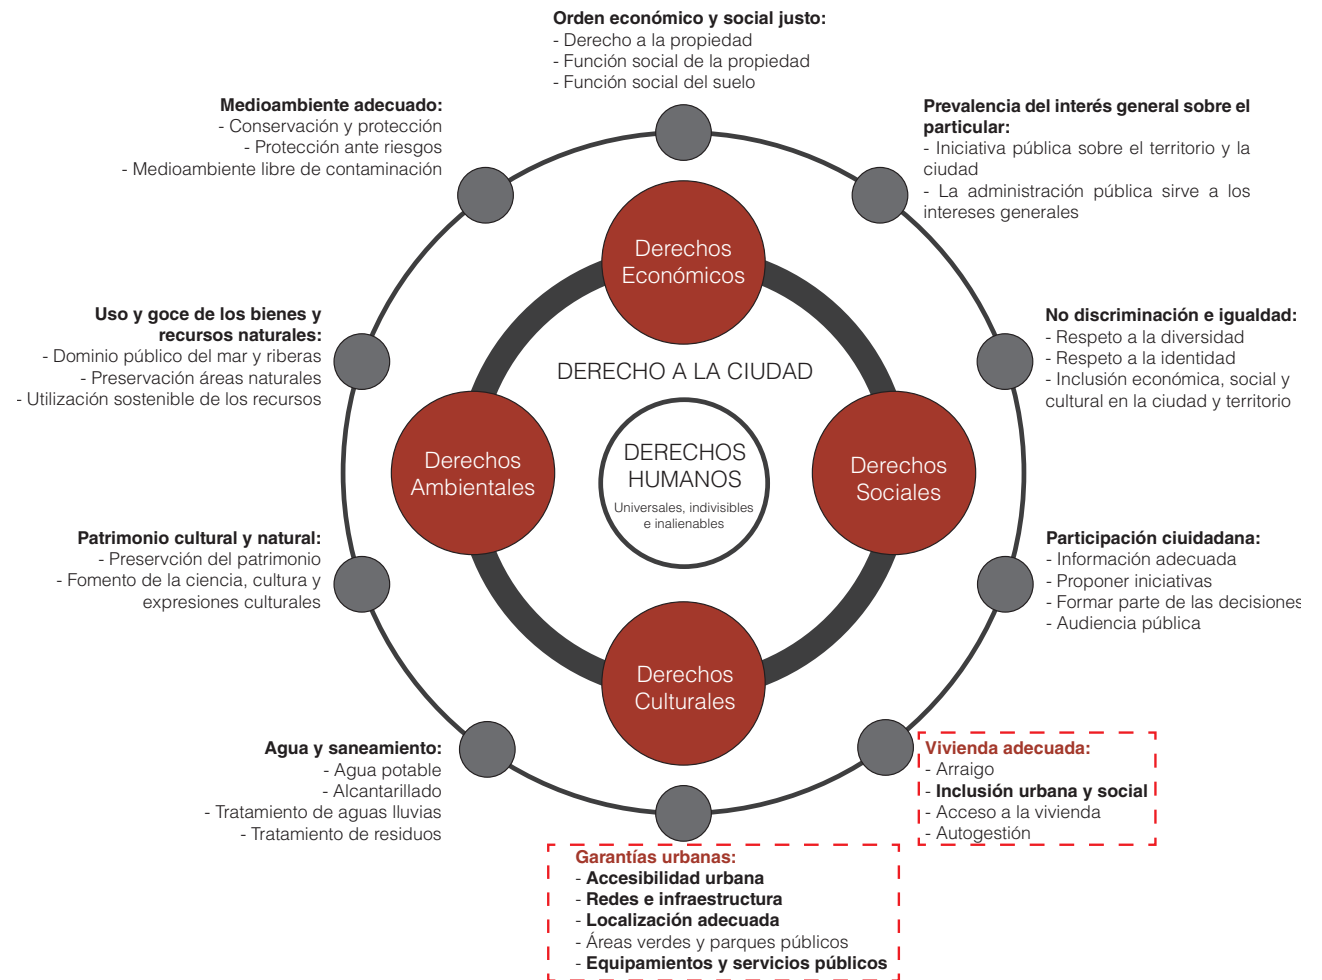 Orden económico y social justo:
- Derecho a la propiedad
- Función social de la propiedad
- Función social del suelo
Medioambiente adecuado:
- Conservación y protección
- Protección ante riesgos
- Medioambiente libre de contaminación
Prevalencia del interés general sobre el
particular:
- Iniciativa pública sobre el territorio y la
ciudad
- La administración pública sirve a los
intereses generales
Derechos
Económicos
Uso y goce de los bienes y
recursos naturales:
- Dominio público del mar y riberas
- Preservación áreas naturales
- Utilización sostenible de los recursos
No discriminación e igualdad:
- Respeto a la diversidad
- Respeto a la identidad
- Inclusión económica, social y
cultural en la ciudad y territorio
DERECHO A LA CIUDAD
DERECHOS
HUMANOS
Universales, indivisibles
e inalienables
Derechos
Ambientales
Derechos
Sociales
Patrimonio cultural y natural:
- Preservción del patrimonio
- Fomento de la ciencia, cultura y
expresiones culturales
Participación ciuidadana:
- Información adecuada
- Proponer iniciativas
- Formar parte de las decisiones
- Audiencia pública
Derechos
Culturales
Agua y saneamiento:
- Agua potable
- Alcantarillado
- Tratamiento de aguas lluvias
- Tratamiento de residuos
Vivienda adecuada:
- Arraigo
- Inclusión urbana y social
- Acceso a la vivienda
- Autogestión
Garantías urbanas:
- Accesibilidad urbana
- Redes e infraestructura
- Localización adecuada
- Áreas verdes y parques públicos
- Equipamientos y servicios públicos